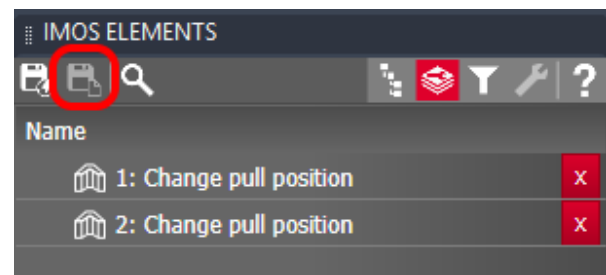 IMOS ELEMENTS
?
Name
1: Change pull position x
2: Change pull position x